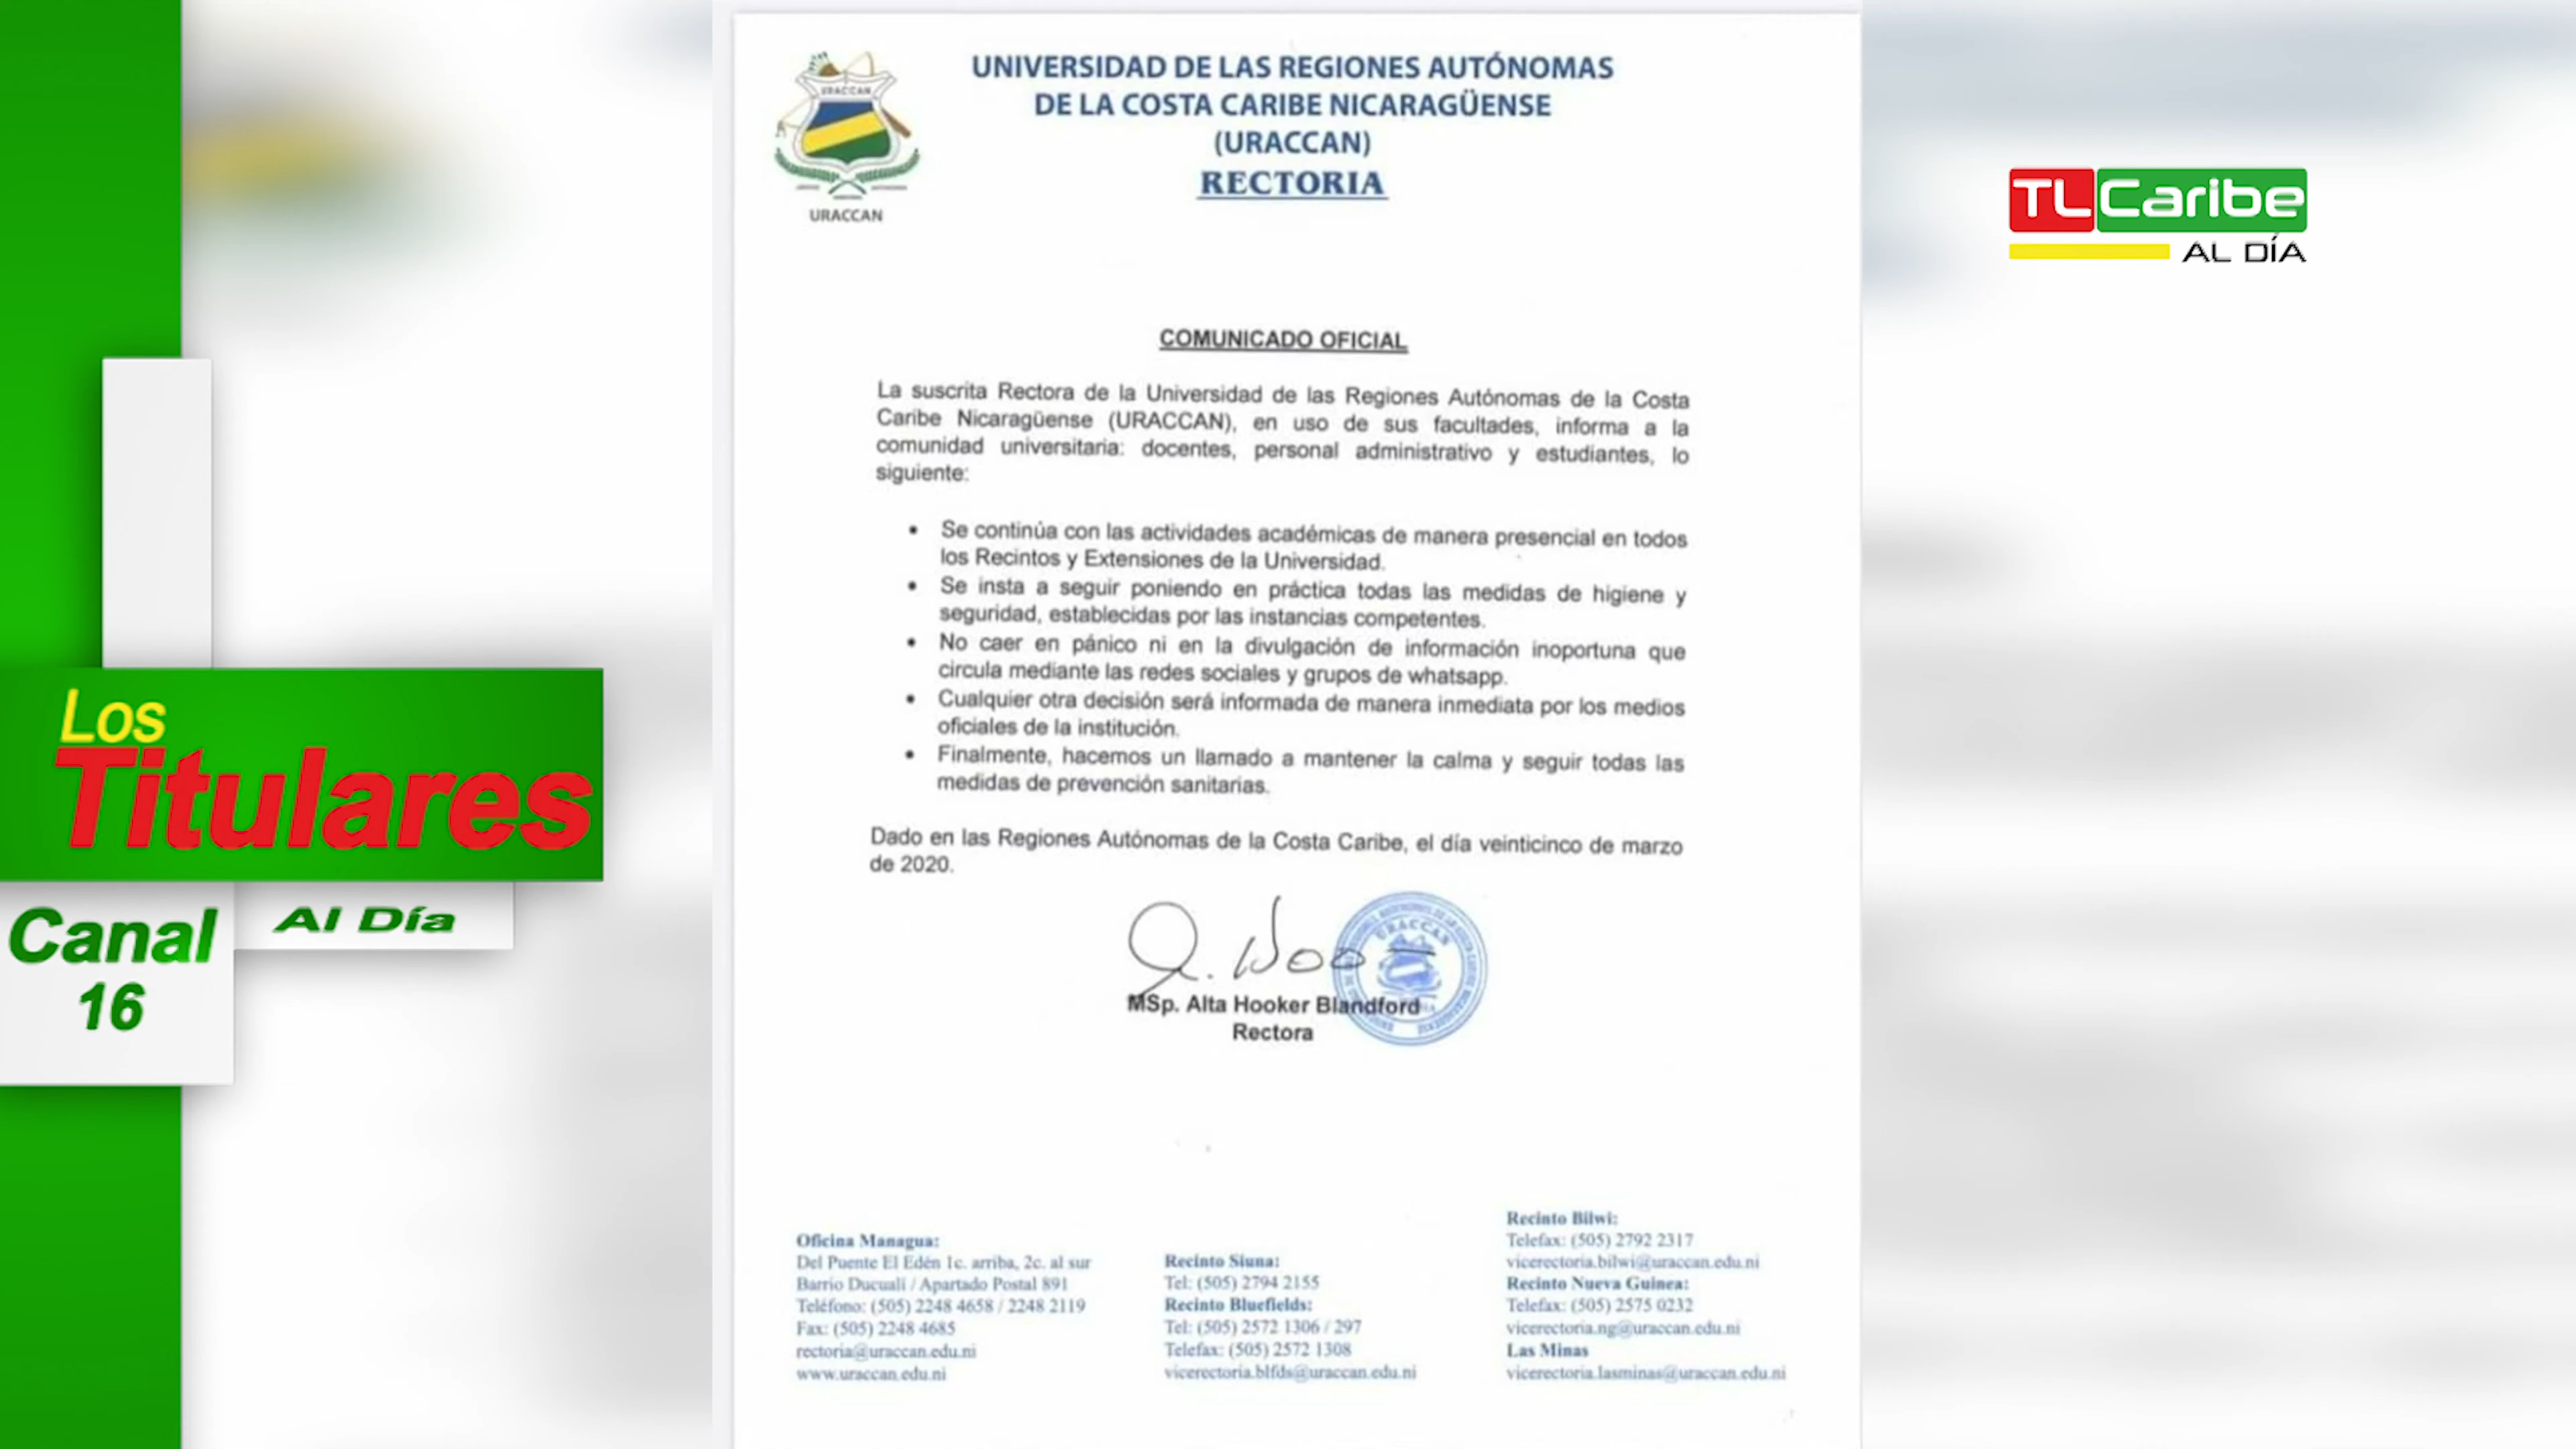 UNIVERSIDAD DE LAS REGIONES AUTÓNOMAS
DE LA COSTA CARIBE NICARAGÜENSE
(URACCAN)
RECTORIA
URACCAN
URACCAN
TLCaribe
AL DÍA
COMUNICADO OFICIAL
La suscrita Rectora de la Universidad de las Regiones Autónomas de la Costa
Caribe Nicaragüense (URACCAN), en uso de sus facultades, informa a la
comunidad universitaria: docentes, personal administrativo y estudiantes, lo
siguiente:
• Se continúa con las actividades académicas de manera presencial en todos
los Recintos y Extensiones de la Universidad.
• Se insta a seguir poniendo en práctica todas las medidas de higiene y
seguridad, establecidas por las instancias competentes.
• No caer en pánico ni en la divulgación de información inoportuna que
circula mediante las redes sociales y grupos de whatsapp.
• Cualquier otra decisión será informada de manera inmediata por los medios
oficiales de la institución.
• Finalmente, hacemos un llamado a mantener la calma y seguir todas las
medidas de prevención sanitarias.
Dado en las Regiones Autónomas de la Costa Caribe, el día veinticinco de marzo
de 2020.
URACCAN
MSp. Alta Hooker Blandford
Rectora
Los
Titulares
Al Día
Canal
16
Oficina Managua:
Del Puente El Edén 1c. arriba, 2c. al sur
Barrio Ducualí / Apartado Postal 891
Teléfono: (505) 2248 4658 / 2248 2119
Fax: (505) 2248 4685
rectoria@uraccan.edu.ni
www.uraccan.edu.ni
Recinto Siuna:
Tel: (505) 2794 2155
Recinto Bluefields:
Tel: (505) 2572 1306 / 297
Telefax: (505) 2572 1308
vicerectoria.blfds@uraccan.edu.ni
Recinto Bilwi:
Telefax: (505) 2792 2317
vicerectoria.bilwi@uraccan.edu.ni
Recinto Nueva Guinea:
Telefax: (505) 2575 0232
vicerectoria.ng@uraccan.edu.ni
Las Minas
vicerectoria.lasminas@uraccan.edu.ni